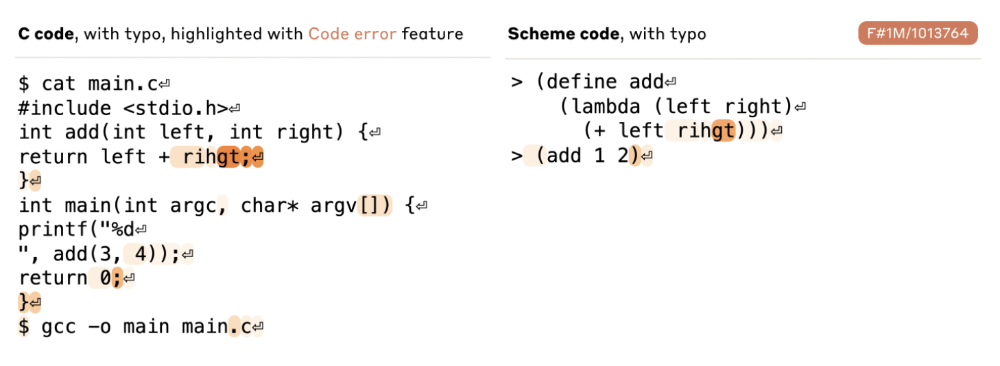 C code, with typo, highlighted with Code error feature
$ cat main.c⏎
#include <stdio.h>⏎
int add(int left, int right) {⏎
return left + rihgt;⏎
}⏎
int main(int argc, char* argv[]) {⏎
printf("%d⏎
", add(3, 4));⏎
return 0;⏎
}⏎
$ gcc -o main main.c⏎
Scheme code, with typo
F#1M/1013764
> (define add⏎
(lambda (left right)⏎
(+ left rihgt)))⏎
> (add 1 2)⏎